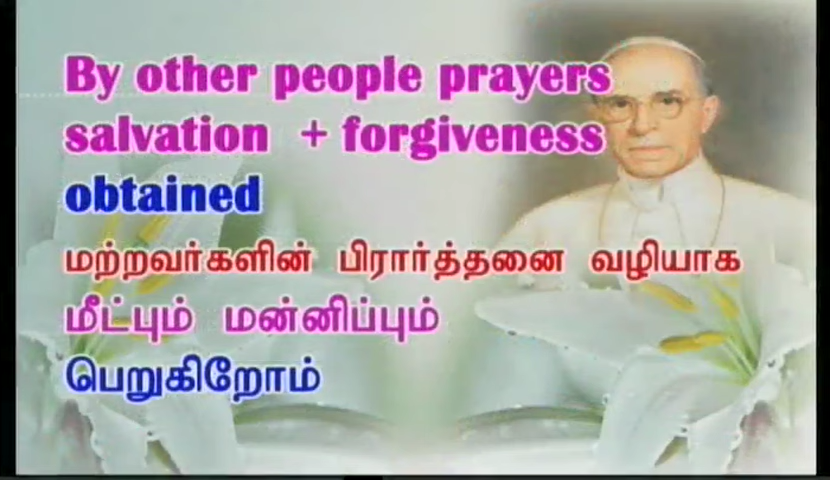 By other people prayers
salvation + forgiveness
obtained
மற்றவர்களின் பிரார்த்தனை வழியாக
மீட்பும் மன்னிப்பும்
பெறுகிறோம்